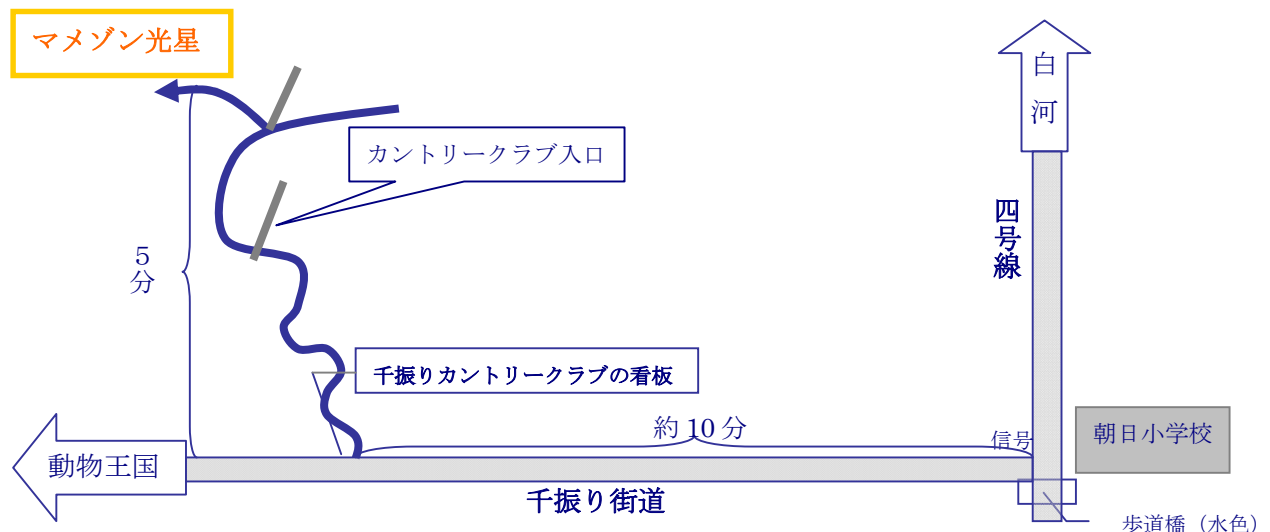 マメゾン光星
白
河
カントリークラブ入口
四号線
5
分
千振りカントリークラブの看板
約 10 分
信号
朝日小学校
動物王国
千振り街道
歩道橋（水色）